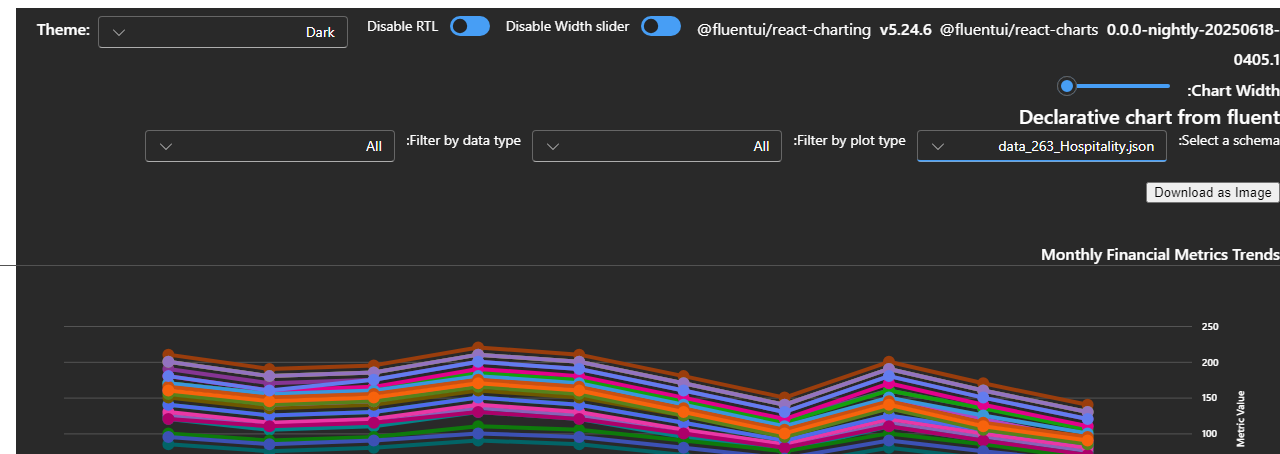 Theme: Dark Disable RTL Disable Width slider @fluentui/react-charting v5.24.6 @fluentui/react-charts 0.0.0-nightly-20250618-
0405.1
:Chart Width
Declarative chart from fluent
All :Filter by data type All :Filter by plot type data_263_Hospitality.json :Select a schema
Download as Image
Monthly Financial Metrics Trends
250
200
150
100
Metric Value